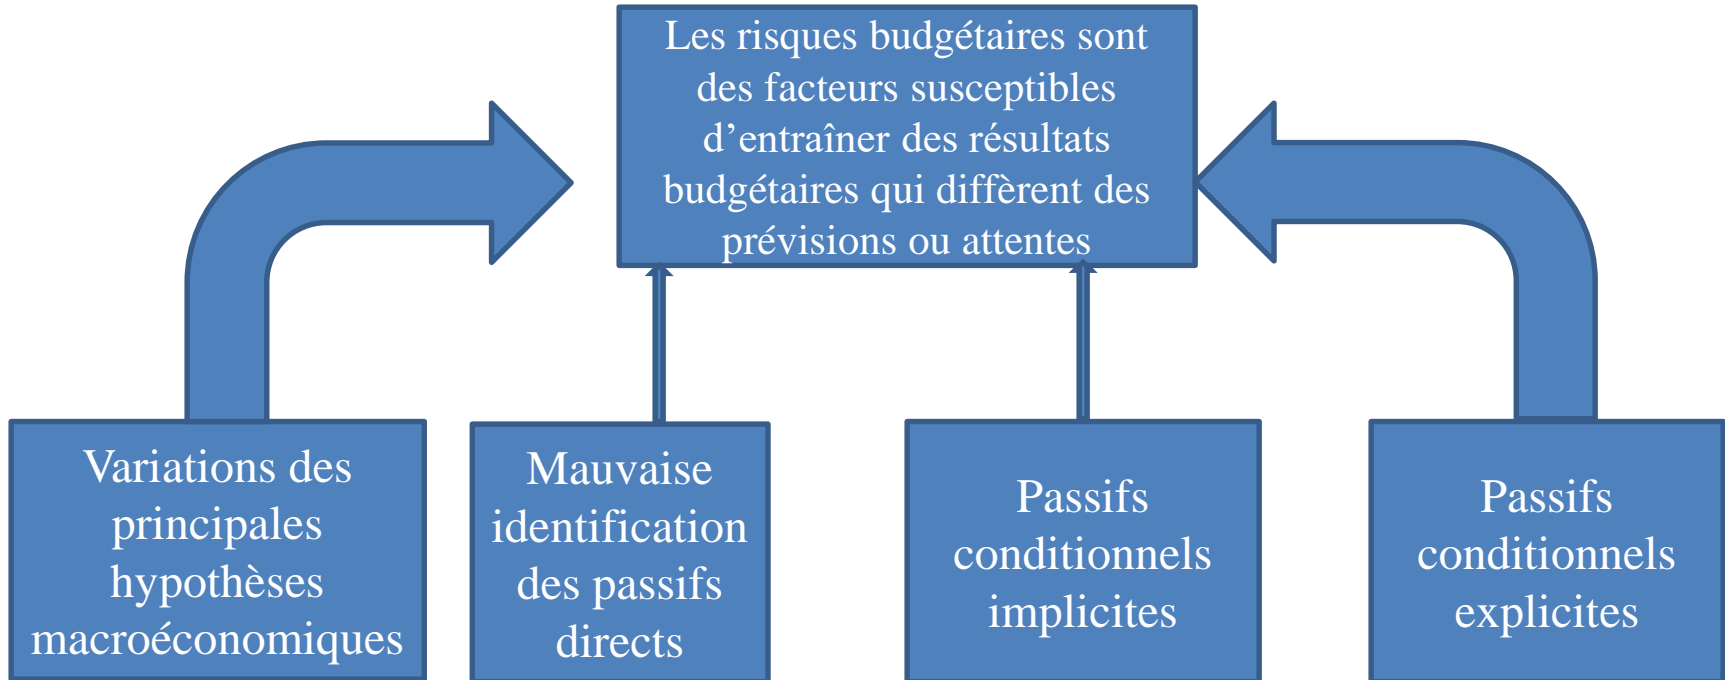 Les risques budgétaires sont
des facteurs susceptibles
d’entraîner des résultats
budgétaires qui diffèrent des
prévisions ou attentes
Variations des
principales
hypothèses
macroéconomiques
Mauvaise
identification
des passifs
directs
Passifs
conditionnels
implicites
Passifs
conditionnels
explicites